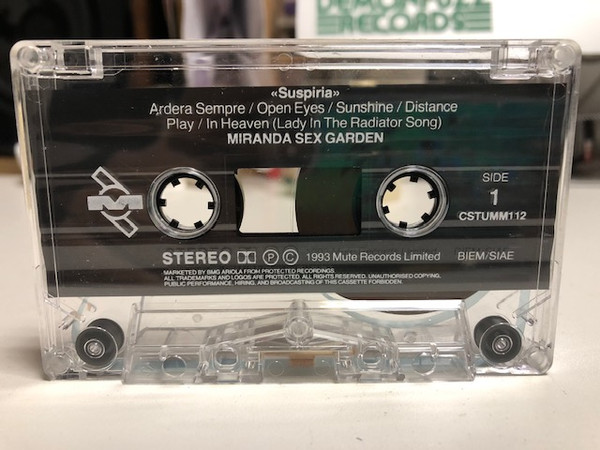 DEMONFUZZ
RECORDS
«Suspiria»
Ardera Sempre / Open Eyes / Sunshine / Distance
Play / In Heaven (Lady In The Radiator Song)
MIRANDA SEX GARDEN
SIDE
1
CSTUMM112
STEREO ⓅⒸ 1993 Mute Records Limited BIEM/SIAE
MARKETED BY BMG ARIOLA FROM PROTECTED RECORDINGS.
ALL TRADEMARKS AND LOGOS ARE PROTECTED. ALL RIGHTS RESERVED. UNAUTHORISED COPYING,
PUBLIC PERFORMANCE, HIRING, AND BROADCASTING OF THIS CASSETTE FORBIDDEN.